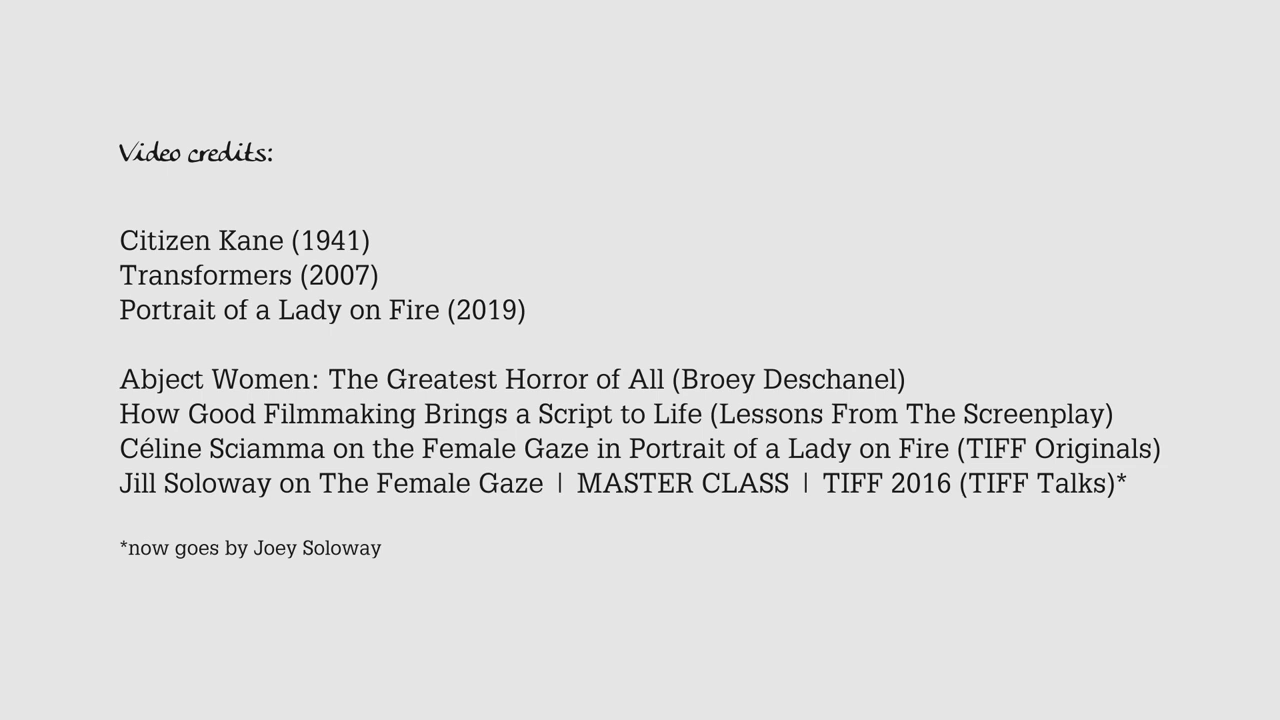 Video credits:
Citizen Kane (1941)
Transformers (2007)
Portrait of a Lady on Fire (2019)
Abject Women: The Greatest Horror of All (Broey Deschanel)
How Good Filmmaking Brings a Script to Life (Lessons From The Screenplay)
Céline Sciamma on the Female Gaze in Portrait of a Lady on Fire (TIFF Originals)
Jill Soloway on The Female Gaze | MASTER CLASS | TIFF 2016 (TIFF Talks)*
*now goes by Joey Soloway